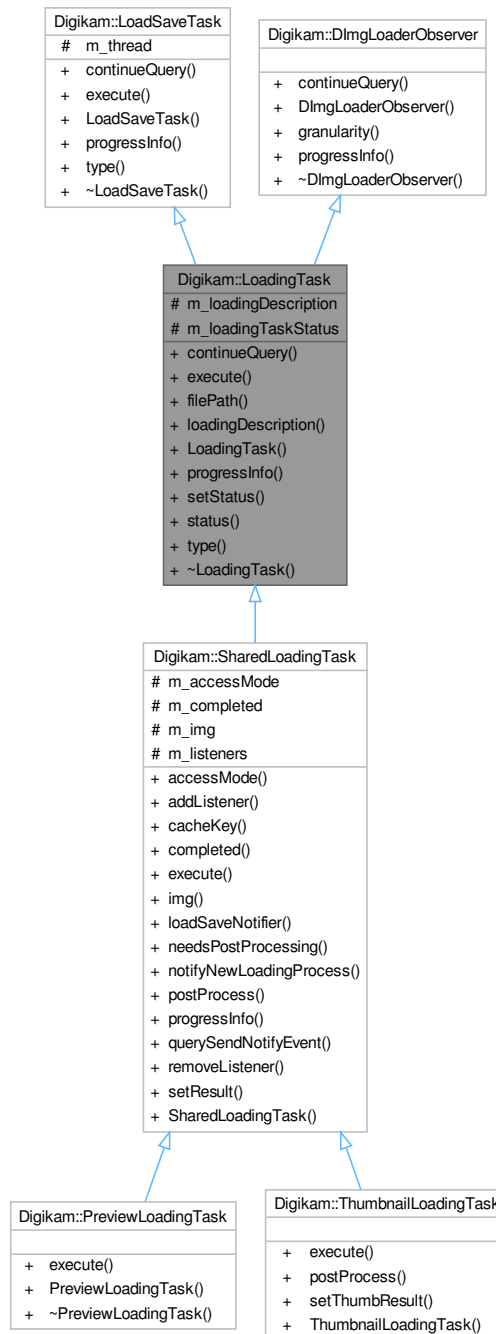 Digikam::LoadSaveTask
# m_thread
+ continueQuery()
+ execute()
+ LoadSaveTask()
+ progressInfo()
+ type()
+ ~LoadSaveTask()
Digikam::DImgLoaderObserver
+ continueQuery()
+ DImgLoaderObserver()
+ granularity()
+ progressInfo()
+ ~DImgLoaderObserver()
Digikam::LoadingTask
# m_loadingDescription
# m_loadingTaskStatus
+ continueQuery()
+ execute()
+ filePath()
+ loadingDescription()
+ LoadingTask()
+ progressInfo()
+ setStatus()
+ status()
+ type()
+ ~LoadingTask()
Digikam::SharedLoadingTask
# m_accessMode
# m_completed
# m_img
# m_listeners
+ accessMode()
+ addListener()
+ cacheKey()
+ completed()
+ execute()
+ img()
+ loadSaveNotifier()
+ needsPostProcessing()
+ notifyNewLoadingProcess()
+ postProcess()
+ progressInfo()
+ querySendNotifyEvent()
+ removeListener()
+ setResult()
+ SharedLoadingTask()
Digikam::PreviewLoadingTask
+ execute()
+ PreviewLoadingTask()
+ ~PreviewLoadingTask()
Digikam::ThumbnailLoadingTask
+ execute()
+ postProcess()
+ setThumbResult()
+ ThumbnailLoadingTask()